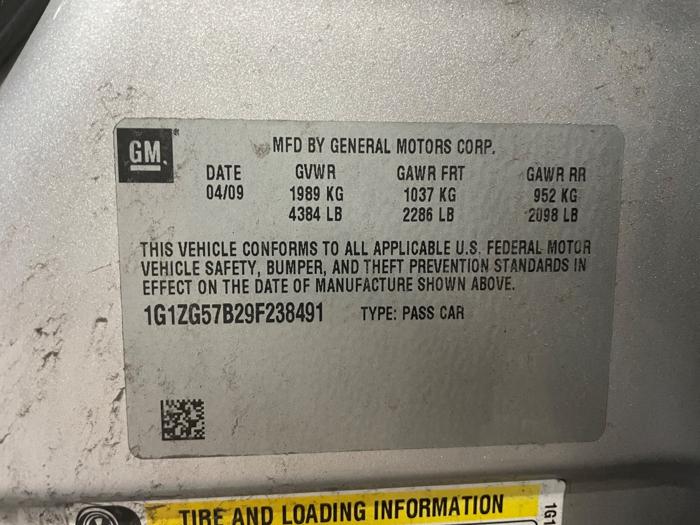 GM
MFD BY GENERAL MOTORS CORP.
DATE GVWR GAWR FRT GAWR RR
04/09 1989 KG 1037 KG 952 KG
4384 LB 2286 LB 2098 LB
THIS VEHICLE CONFORMS TO ALL APPLICABLE U.S. FEDERAL MOTOR
VEHICLE SAFETY, BUMPER, AND THEFT PREVENTION STANDARDS IN
EFFECT ON THE DATE OF MANUFACTURE SHOWN ABOVE.
1G1ZG57B29F238491 TYPE: PASS CAR
TIRE AND LOADING INFORMATION
1G1